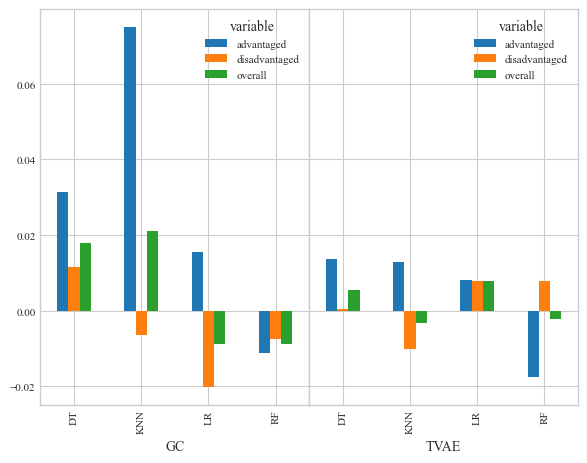 variable
advantaged
disadvantaged
overall
variable
advantaged
disadvantaged
overall
0.06
0.04
0.02
0.00
−0.02
DT
KNN
LR
RF
DT
KNN
LR
RF
GC
TVAE